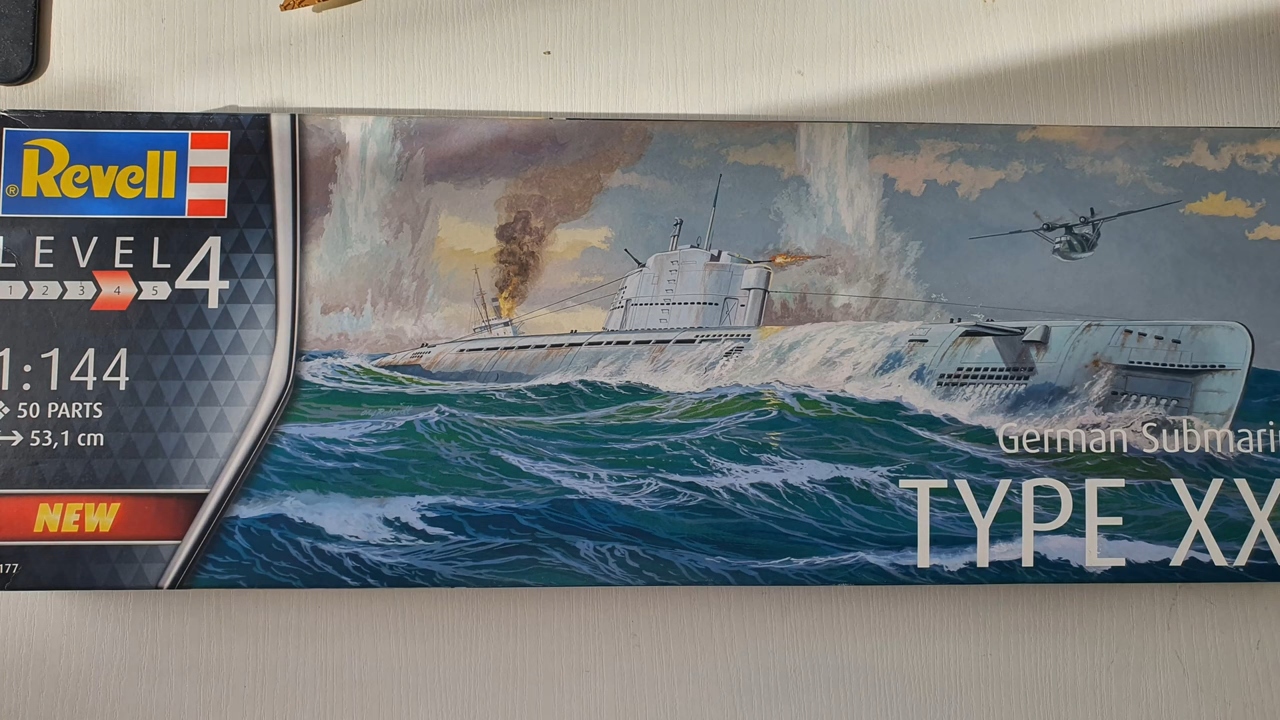 ® Revell
LEVEL 4
1 2 3 4 5
1:144
50 PARTS
53,1 cm
NEW
177
German Submari
TYPE XX